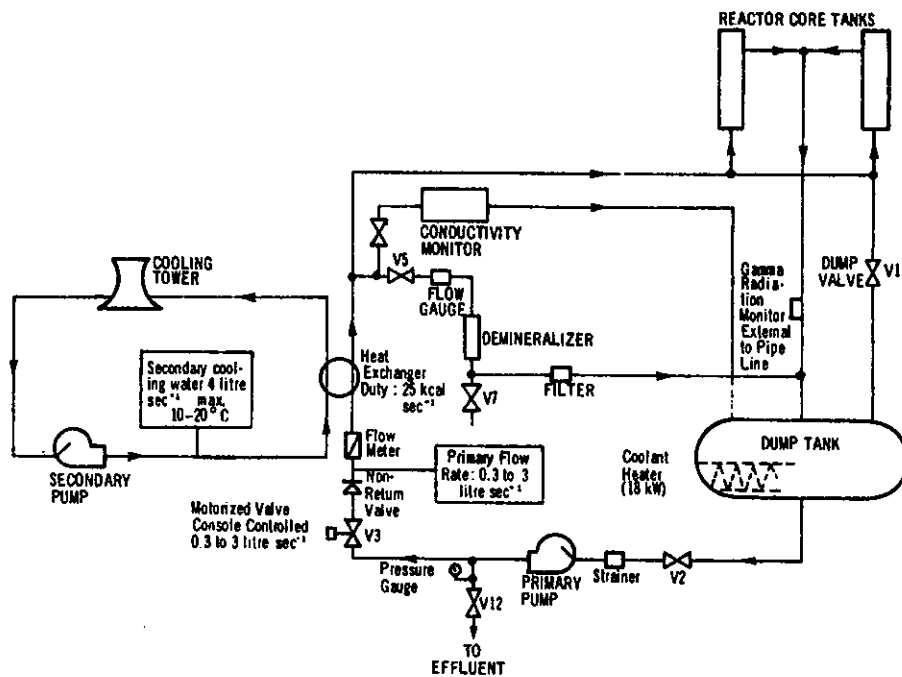 REACTOR CORE TANKS
CONDUCTIVITY
MONITOR
V5
FLOW
GAUGE
COOLING
TOWER
DEMINERALIZER
Gamma
Radia-
tion
Monitor
External
to Pipe
Line
DUMP
VALVE
V1
Heat
Exchanger
Duty : 25 kcal
sec⁻¹
Secondary cool-
ing water 4 litre
sec⁻¹ max.
10-20° C
FILTER
V7
Flow
Meter
Primary Flow
Rate: 0.3 to 3
litre sec⁻¹
DUMP TANK
Coolant
Heater
(18 kW)
SECONDARY
PUMP
Non-
Return
Valve
Motorized Valve
Console Controlled
0.3 to 3 litre sec⁻¹
V3
Pressure
Gauge
PRIMARY
PUMP
Strainer
V2
V12
TO
EFFLUENT